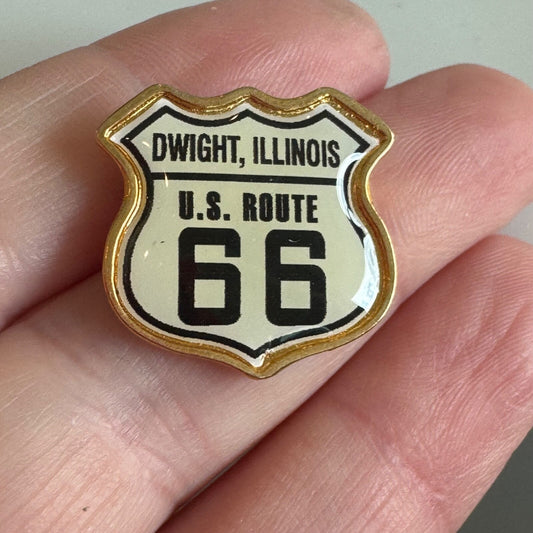 DWIGHT, ILLINOIS
U.S. ROUTE
66